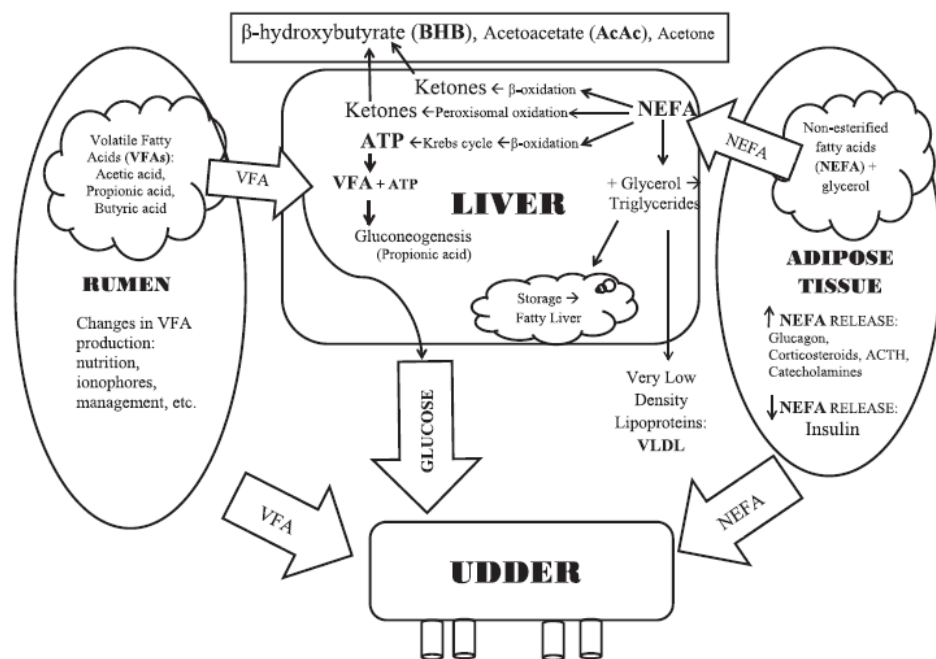 β-hydroxybutyrate (BHB), Acetoacetate (AcAc), Acetone
Volatile Fatty
Acids (VFAs):
Acetic acid,
Propionic acid,
Butyric acid
RUMEN
Changes in VFA
production:
nutrition,
ionophores,
management, etc.
VFA
VFA
Ketones ← β-oxidation
Ketones ← Peroxisomal oxidation
NEFA
ATP ← Krebs cycle ← β-oxidation
VFA + ATP
LIVER
Gluconeogenesis
(Propionic acid)
+ Glycerol →
Triglycerides
Storage →
Fatty Liver
Very Low
Density
Lipoproteins:
VLDL
GLUCOSE
NEFA
Non-esterified
fatty acids
(NEFA) +
glycerol
ADIPOSE
TISSUE
↑ NEFA RELEASE:
Glucagon,
Corticosteroids, ACTH,
Catecholamines
↓ NEFA RELEASE:
Insulin
NEFA
UDDER